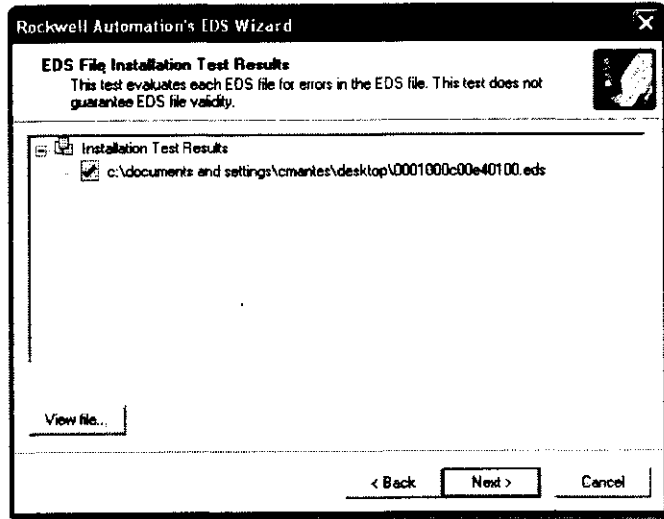 Rockwell Automation's EDS Wizard
EDS File Installation Test Results
This test evaluates each EDS file for errors in the EDS file. This test does not
guarantee EDS file validity.
Installation Test Results
c:\documents and settings\cmantes\desktop\0001000c00e40100.eds
View file...
< Back
Next >
Cancel